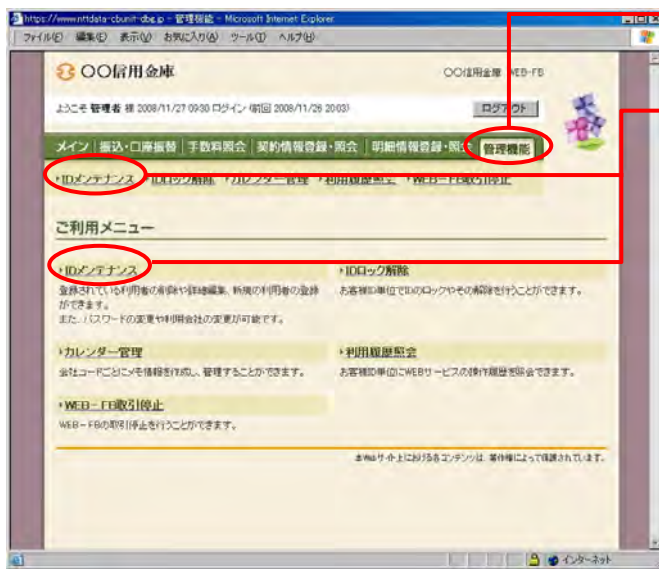 https://www.nttdata-cbunit-dbe.jp - 管理機能 - Microsoft Internet Explorer
ファイル(F) 編集(E) 表示(V) お気に入り(A) ツール(T) ヘルプ(H)
〇〇信用金庫 〇〇信用金庫 WEB-FB
ようこそ 管理者 様 2008/11/27 0930 ログイン (前回 2008/11/26 2003) ログアウト
メイン 振込・口座振替 手数料照会 契約情報登録・照会 明細情報登録・照会 管理機能
IDメンテナンス IDロック解除 カレンダー管理 利用履歴照会 WEB-FB取引停止
ご利用メニュー
IDメンテナンス IDロック解除
登録されている利用者の削除や詳細編集、新規の利用者の登録 お客様ID単位でIDのロックやその解除を行うことができます。
ができます。
また、パスワードの変更や利用会社の変更が可能です。
カレンダー管理 利用履歴照会
会社コードごとにメモ情報を作成し、管理することができます。 お客様ID単位にWEBサービスの操作履歴を照会できます。
WEB-FB取引停止
WEB-FBの取引停止を行うことができます。
本Webサイト上における各コンテンツは、著作権によって保護されています。
インターネット